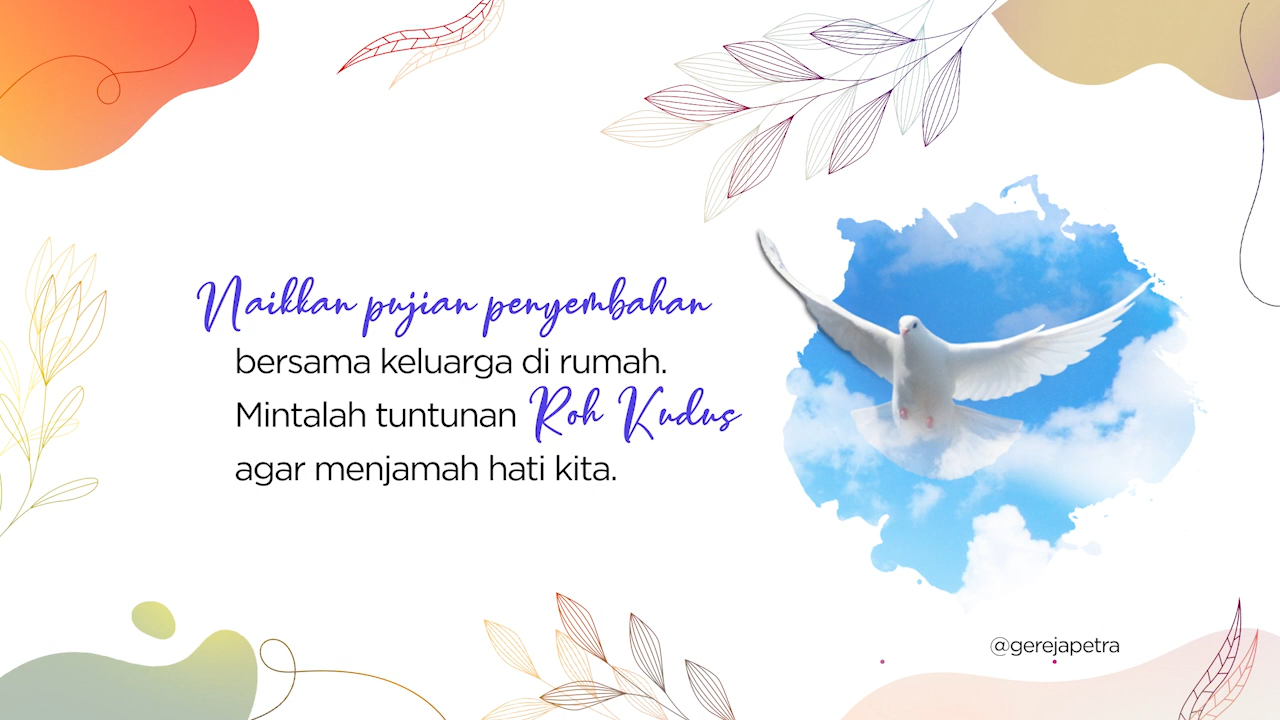 Naikkan pujian penyembahan
bersama keluarga di rumah.
Mintalah tuntunan Roh Kudus
agar menjamah hati kita.
@gerejapetra